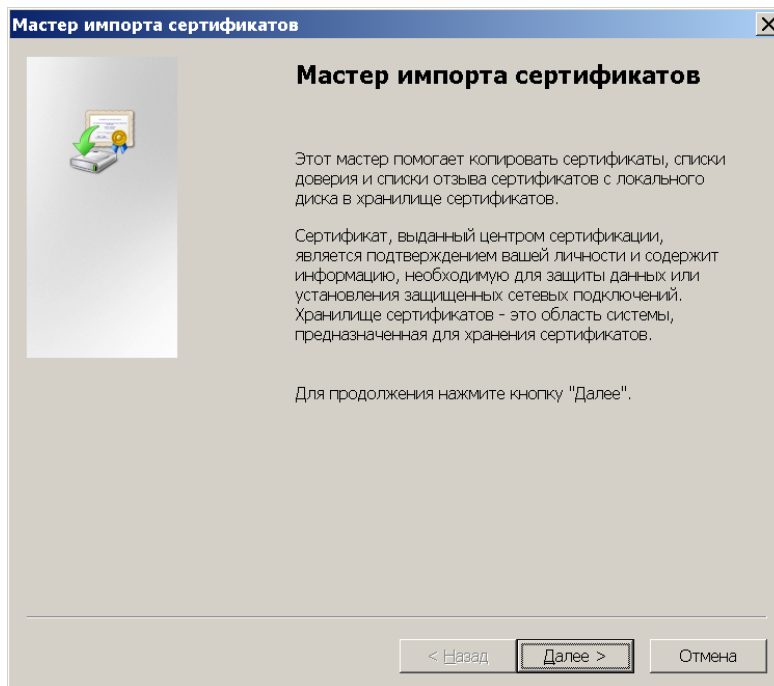 Мастер импорта сертификатов
Мастер импорта сертификатов
Этот мастер помогает копировать сертификаты, списки
доверия и списки отзыва сертификатов с локального
диска в хранилище сертификатов.
Сертификат, выданный центром сертификации,
является подтверждением вашей личности и содержит
информацию, необходимую для защиты данных или
установления защищенных сетевых подключений.
Хранилище сертификатов - это область системы,
предназначенная для хранения сертификатов.
Для продолжения нажмите кнопку "Далее".
< Назад Далее > Отмена